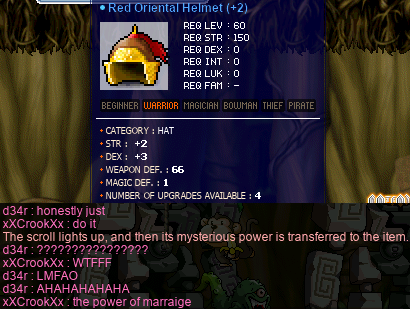 Red Oriental Helmet (+2)
REQ LEV : 60
REQ STR : 150
REQ DEX : 0
REQ INT : 0
REQ LUK : 0
REQ FAM : -
BEGINNER WARRIOR MAGICIAN BOWMAN THIEF PIRATE
CATEGORY : HAT
STR : +2
DEX : +3
WEAPON DEF. : 66
MAGIC DEF. : 1
NUMBER OF UPGRADES AVAILABLE : 4
d34r : honestly just
xXCrookXx : do it
The scroll lights up, and then its mysterious power is transferred to the item.
d34r : ???????????????
xXCrookXx : WTFFF
d34r : LMFAO
d34r : AHAHAHAHAHA
xXCrookXx : the power of marraige